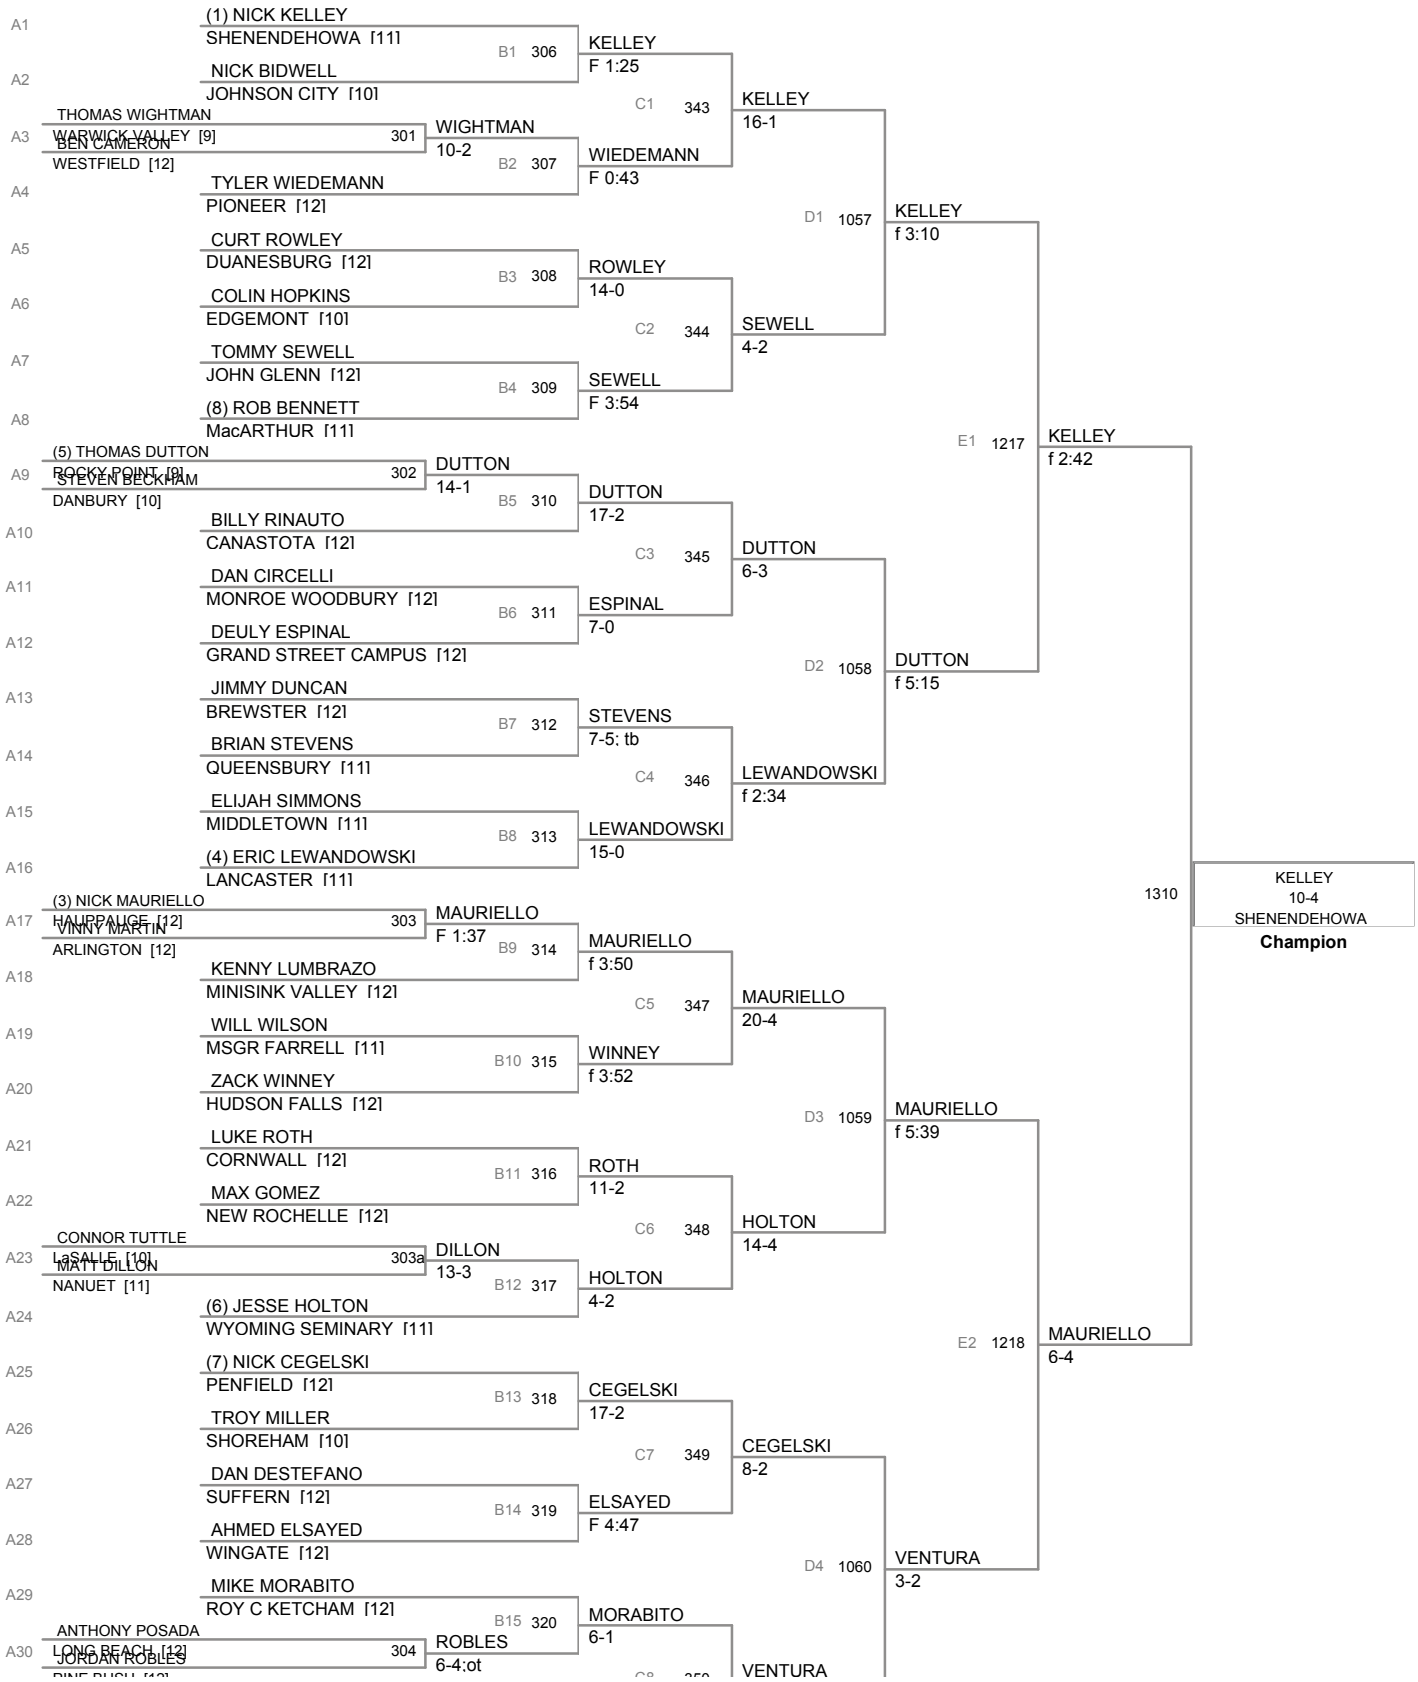 A1
(1) NICK KELLEY
SHENENDEHOWA [11]
B1 306
KELLEY
F 1:25
A2
NICK BIDWELL
JOHNSON CITY [10]
C1 343
KELLEY
16-1
THOMAS WIGHTMAN
A3
WARWICK VALLEY [9]
BEN CAMERON
WESTFIELD [12]
301
WIGHTMAN
10-2
B2 307
WIEDEMANN
F 0:43
A4
TYLER WIEDEMANN
PIONEER [12]
D1 1057
KELLEY
f 3:10
A5
CURT ROWLEY
DUANESBURG [12]
B3 308
ROWLEY
14-0
A6
COLIN HOPKINS
EDGEMONT [10]
C2 344
SEWELL
4-2
A7
TOMMY SEWELL
JOHN GLENN [12]
B4 309
SEWELL
F 3:54
A8
(8) ROB BENNETT
MacARTHUR [11]
E1 1217
KELLEY
f 2:42
(5) THOMAS DUTTON
A9
ROCKY POINT [9]
STEVEN BECKHAM
DANBURY [10]
302
DUTTON
14-1
B5 310
DUTTON
17-2
A10
BILLY RINAUTO
CANASTOTA [12]
C3 345
DUTTON
6-3
A11
DAN CIRCELLI
MONROE WOODBURY [12]
B6 311
ESPINAL
7-0
A12
DEULY ESPINAL
GRAND STREET CAMPUS [12]
D2 1058
DUTTON
f 5:15
A13
JIMMY DUNCAN
BREWSTER [12]
B7 312
STEVENS
7-5; tb
A14
BRIAN STEVENS
QUEENSBURY [11]
C4 346
LEWANDOWSKI
f 2:34
A15
ELIJAH SIMMONS
MIDDLETOWN [11]
B8 313
LEWANDOWSKI
15-0
A16
(4) ERIC LEWANDOWSKI
LANCASTER [11]
1310
KELLEY
10-4
SHENENDEHOWA
Champion
(3) NICK MAURIELLO
A17
HAUPPAUGE [12]
VINNY MARTIN
ARLINGTON [12]
303
MAURIELLO
F 1:37
B9 314
MAURIELLO
f 3:50
A18
KENNY LUMBRAZO
MINISINK VALLEY [12]
C5 347
MAURIELLO
20-4
A19
WILL WILSON
MSGR FARRELL [11]
B10 315
WINNEY
f 3:52
A20
ZACK WINNEY
HUDSON FALLS [12]
D3 1059
MAURIELLO
f 5:39
A21
LUKE ROTH
CORNWALL [12]
B11 316
ROTH
11-2
A22
MAX GOMEZ
NEW ROCHELLE [12]
C6 348
HOLTON
14-4
CONNOR TUTTLE
A23
LaSALLE [10]
MATT DILLON
NANUET [11]
303a
DILLON
13-3
B12 317
HOLTON
4-2
A24
(6) JESSE HOLTON
WYOMING SEMINARY [11]
E2 1218
MAURIELLO
6-4
A25
(7) NICK CEGELSKI
PENFIELD [12]
B13 318
CEGELSKI
17-2
A26
TROY MILLER
SHOREHAM [10]
C7 349
CEGELSKI
8-2
A27
DAN DESTEFANO
SUFFERN [12]
B14 319
ELSAYED
F 4:47
A28
AHMED ELSAYED
WINGATE [12]
D4 1060
VENTURA
3-2
A29
MIKE MORABITO
ROY C KETCHAM [12]
B15 320
MORABITO
6-1
ANTHONY POSADA
A30
LONG BEACH [12]
JORDAN ROBLES
304
ROBLES
6-4;ot
VENTURA